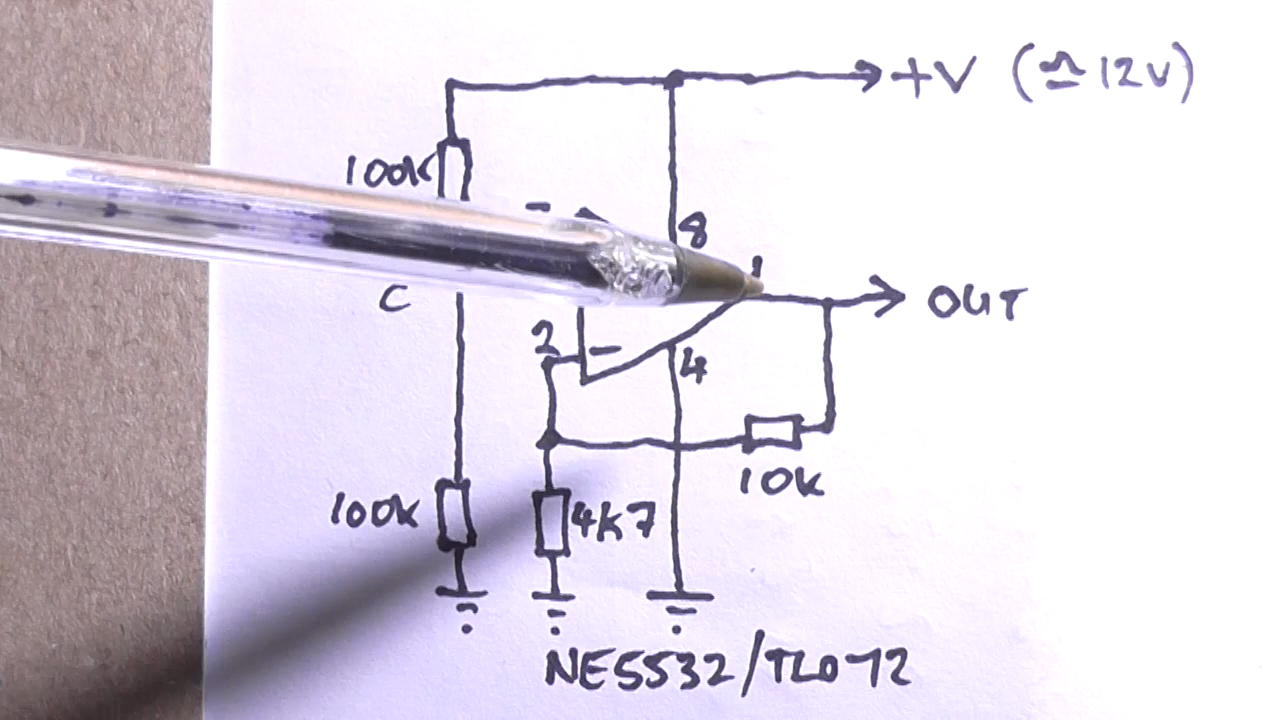 +V (≃12V)
100k
8
1
C
OUT
2
-
4
10k
100k
4k7
NE5532/TL072